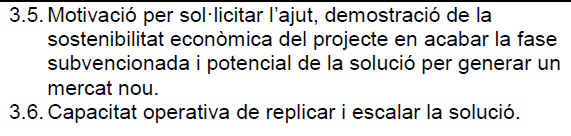 3.5. Motivació per sol·licitar l'ajut, demostració de la
sostenibilitat econòmica del projecte en acabar la fase
subvencionada i potencial de la solució per generar un
mercat nou.
3.6. Capacitat operativa de replicar i escalar la solució.